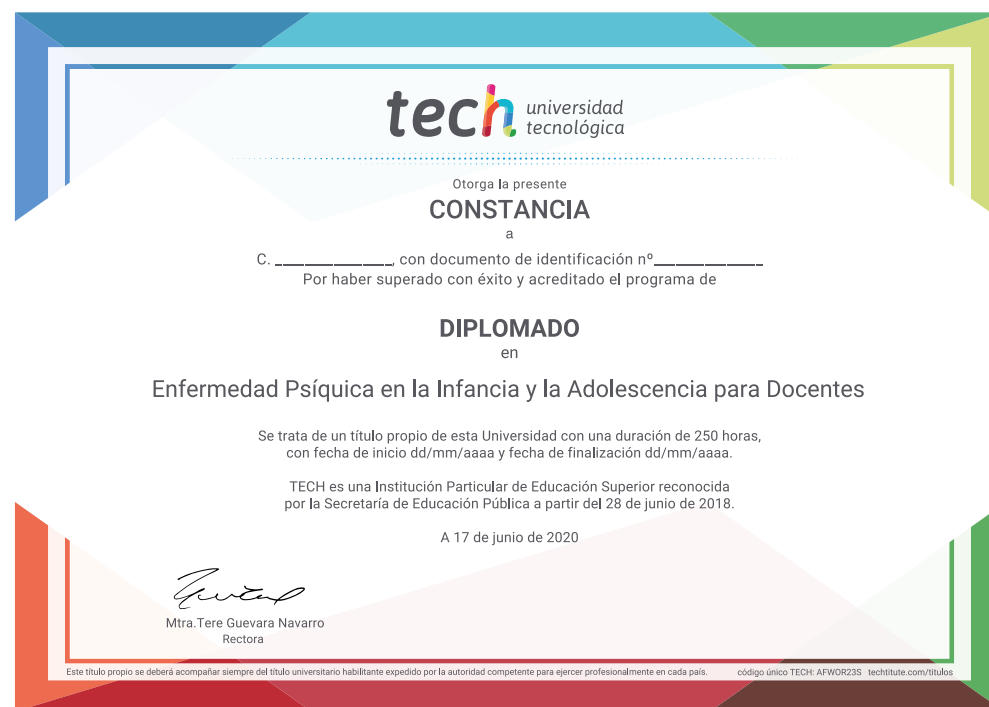 tech universidad
tecnológica
Otorga la presente
CONSTANCIA
a
C. ________________, con documento de identificación nº______________
Por haber superado con éxito y acreditado el programa de
DIPLOMADO
en
Enfermedad Psíquica en la Infancia y la Adolescencia para Docentes
Se trata de un título propio de esta Universidad con una duración de 250 horas,
con fecha de inicio dd/mm/aaaa y fecha de finalización dd/mm/aaaa.
TECH es una Institución Particular de Educación Superior reconocida
por la Secretaría de Educación Pública a partir del 28 de junio de 2018.
A 17 de junio de 2020
Mtra.Tere Guevara Navarro
Rectora
Este título propio se deberá acompañar siempre del título universitario habilitante expedido por la autoridad competente para ejercer profesionalmente en cada país. código único TECH: AFWOR23S techtitute.com/titulos